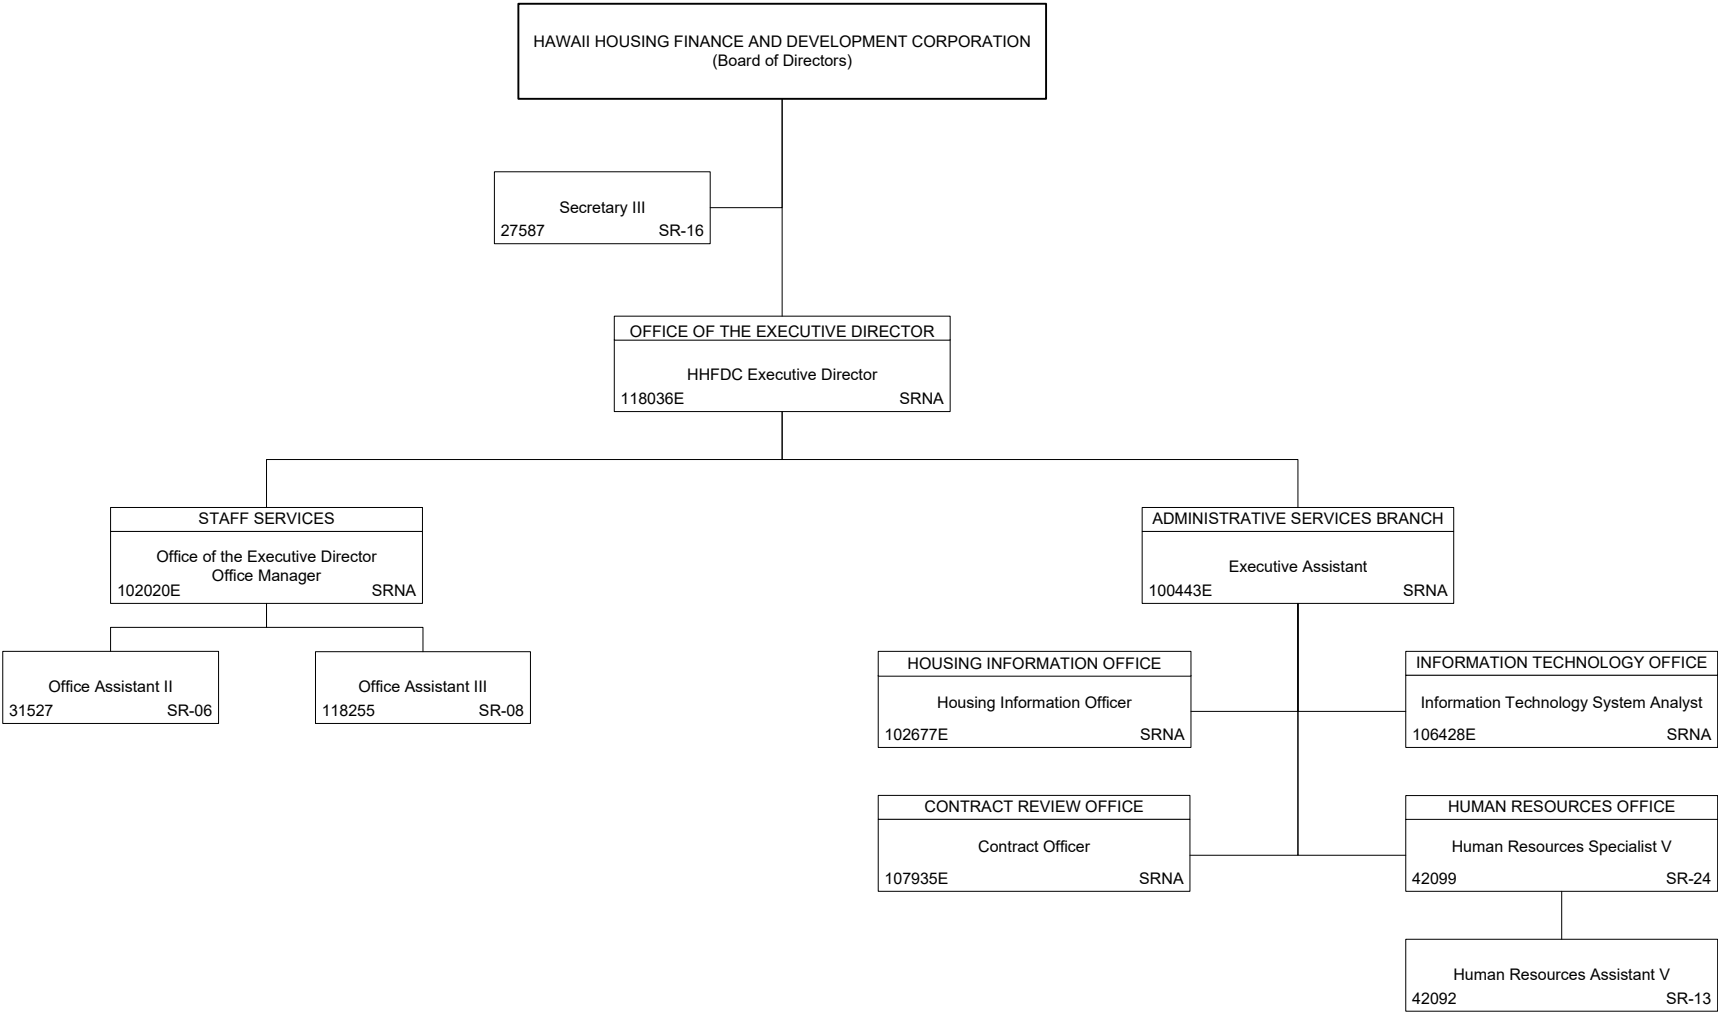 HAWAII HOUSING FINANCE AND DEVELOPMENT CORPORATION
(Board of Directors)
Secretary III
27587 SR-16
OFFICE OF THE EXECUTIVE DIRECTOR
HHFDC Executive Director
118036E SRNA
STAFF SERVICES
Office of the Executive Director
Office Manager
102020E SRNA
ADMINISTRATIVE SERVICES BRANCH
Executive Assistant
100443E SRNA
Office Assistant II
31527 SR-06
Office Assistant III
118255 SR-08
HOUSING INFORMATION OFFICE
Housing Information Officer
102677E SRNA
INFORMATION TECHNOLOGY OFFICE
Information Technology System Analyst
106428E SRNA
CONTRACT REVIEW OFFICE
Contract Officer
107935E SRNA
HUMAN RESOURCES OFFICE
Human Resources Specialist V
42099 SR-24
Human Resources Assistant V
42092 SR-13